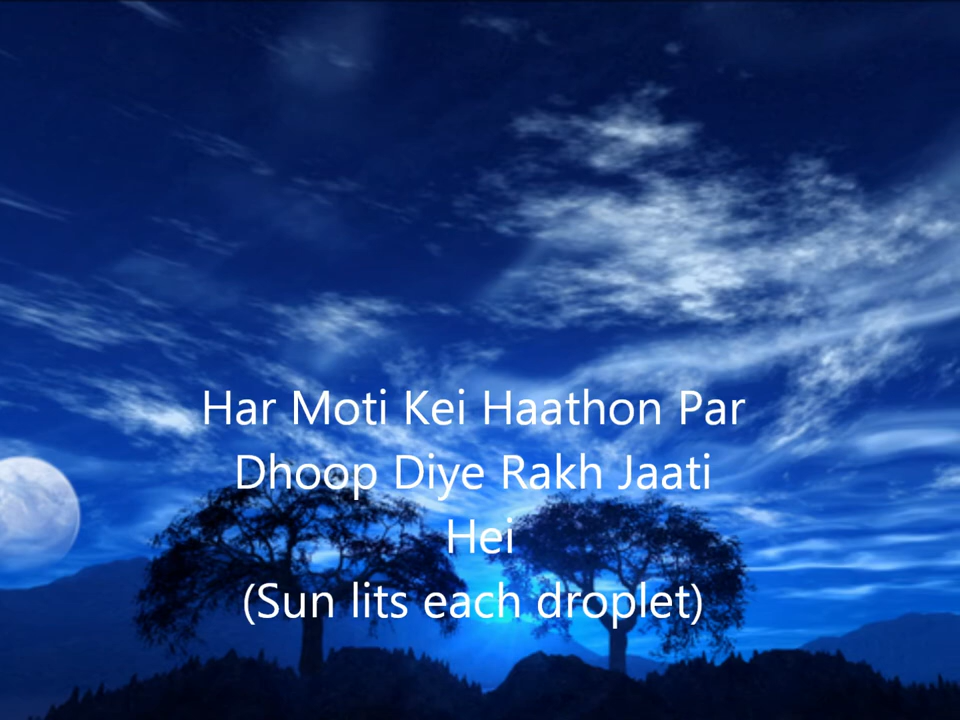 Har Moti Kei Haathon Par
Dhoop Diye Rakh Jaati
Hei
(Sun lits each droplet)